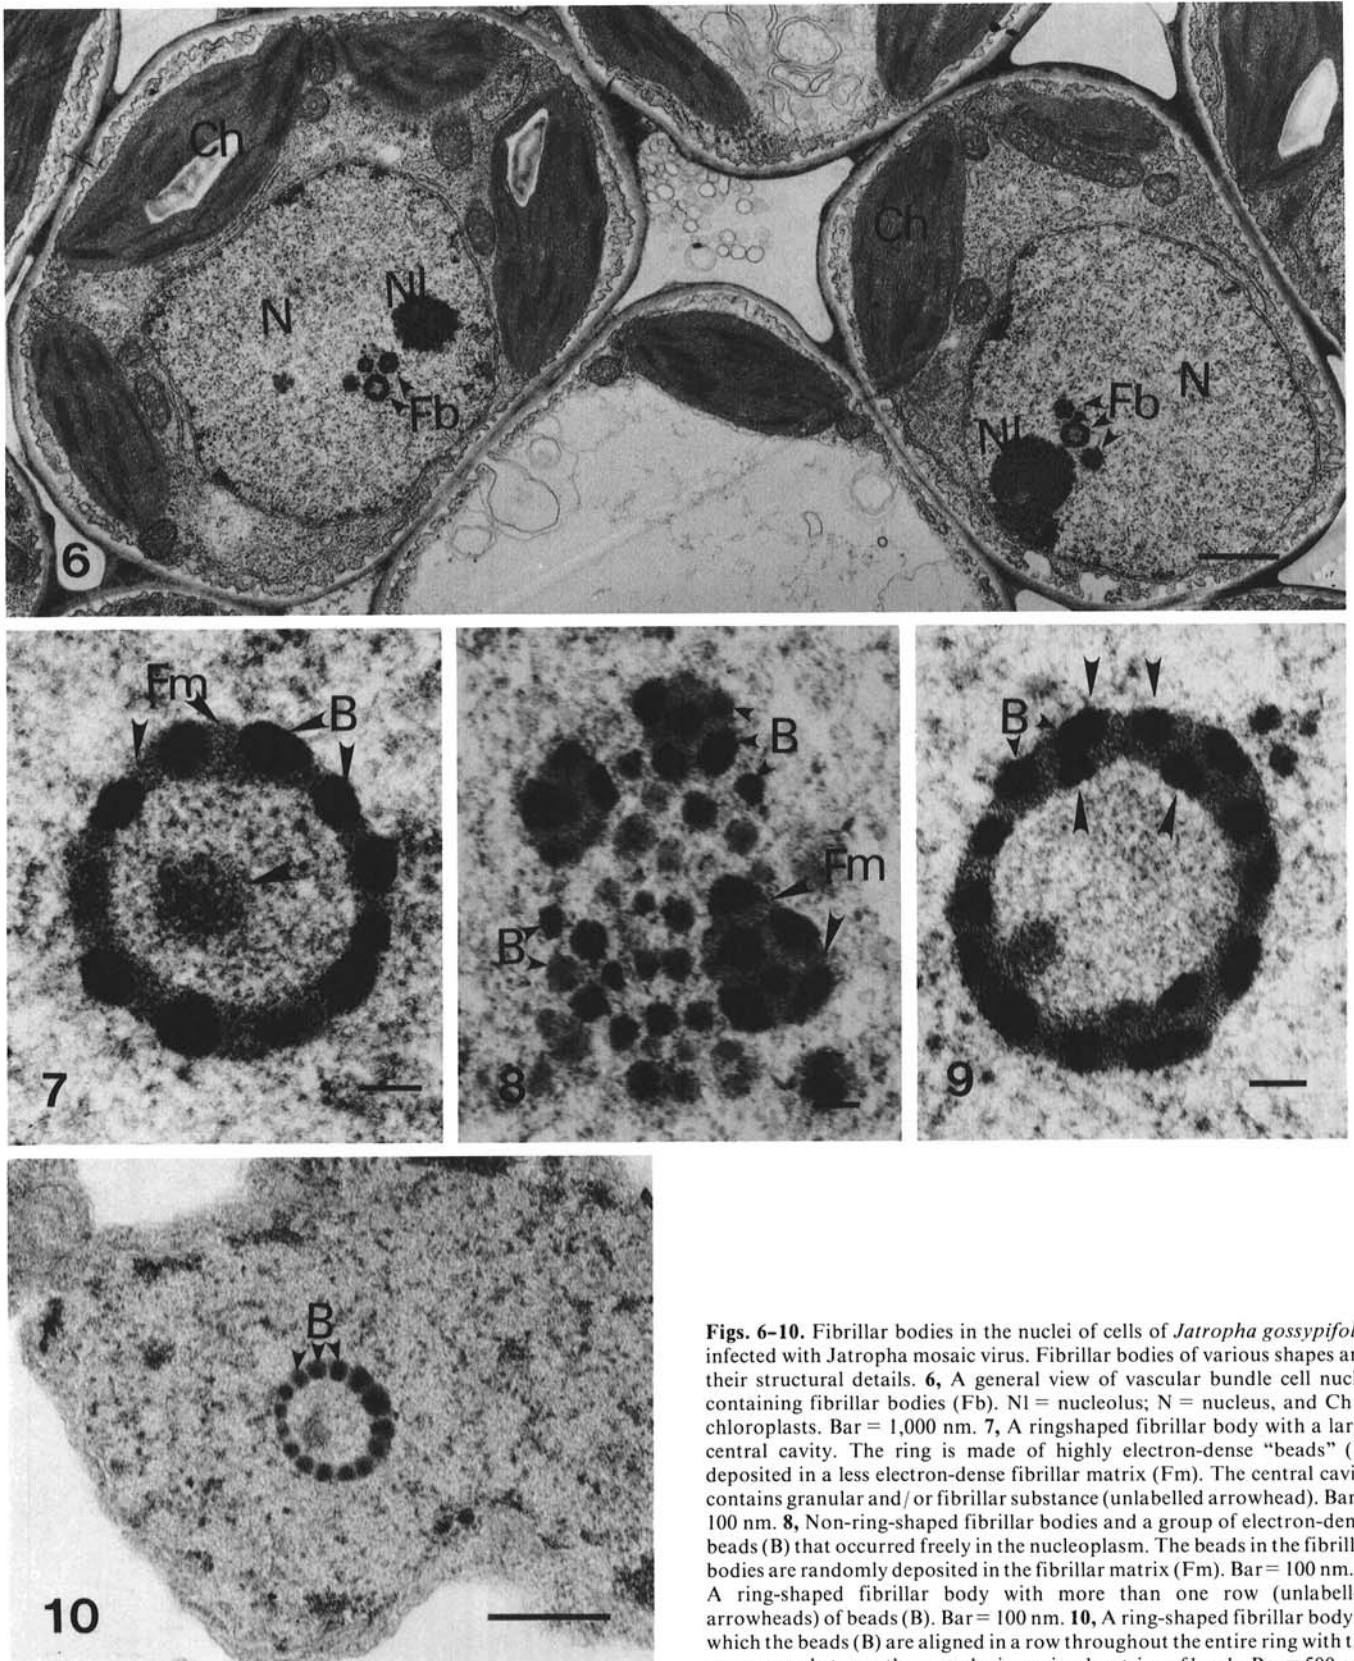 Ch
N
Nl
Fb
Ch
N
Nl
Fb
6
Fm
B
7
B
Fm
B
8
B
9
B
10
Figs. 6-10. Fibrillar bodies in the nuclei of cells of Jatropha gossypifol
infected with Jatropha mosaic virus. Fibrillar bodies of various shapes an
their structural details. 6, A general view of vascular bundle cell nucl
containing fibrillar bodies (Fb). Nl = nucleolus; N = nucleus, and Ch
chloroplasts. Bar = 1,000 nm. 7, A ringshaped fibrillar body with a lar
central cavity. The ring is made of highly electron-dense “beads” (
deposited in a less electron-dense fibrillar matrix (Fm). The central cavi
contains granular and/or fibrillar substance (unlabelled arrowhead). Bar
100 nm. 8, Non-ring-shaped fibrillar bodies and a group of electron-den
beads (B) that occurred freely in the nucleoplasm. The beads in the fibrill
bodies are randomly deposited in the fibrillar matrix (Fm). Bar = 100 nm.
A ring-shaped fibrillar body with more than one row (unlabelle
arrowheads) of beads (B). Bar = 100 nm. 10, A ring-shaped fibrillar body
which the beads (B) are aligned in a row throughout the entire ring with t